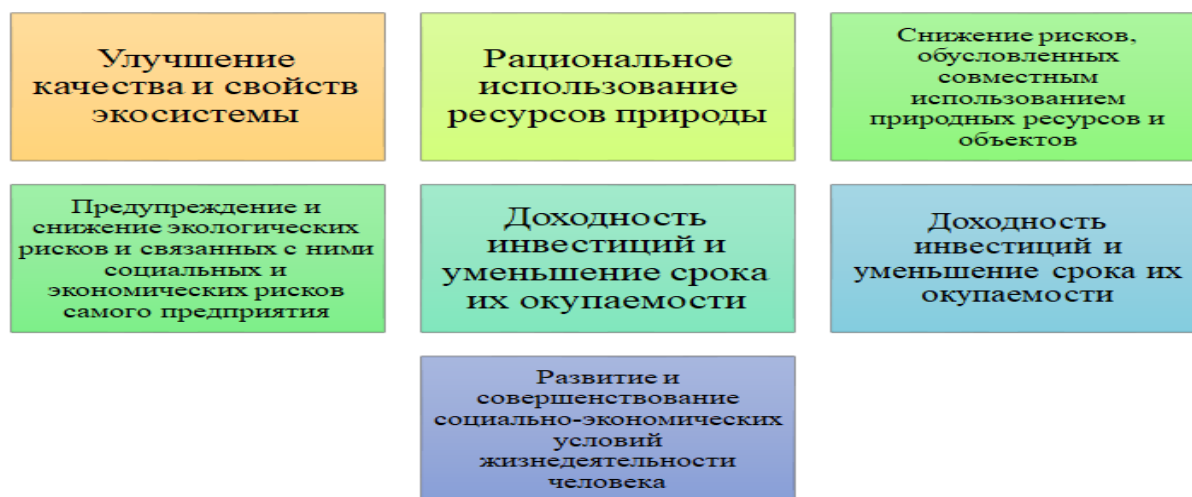 Улучшение
качества и свойств
экосистемы
Рациональное
использование
ресурсов природы
Снижение рисков,
обусловленных
совместным
использованием
природных ресурсов и
объектов
Предупреждение и
снижение экологических
рисков и связанных с ними
социальных и
экономических рисков
самого предприятия
Доходность
инвестиций и
уменьшение срока
их окупаемости
Доходность
инвестиций и
уменьшение срока их
окупаемости
Развитие и
совершенствование
социально-экономических
условий
жизнедеятельности
человека